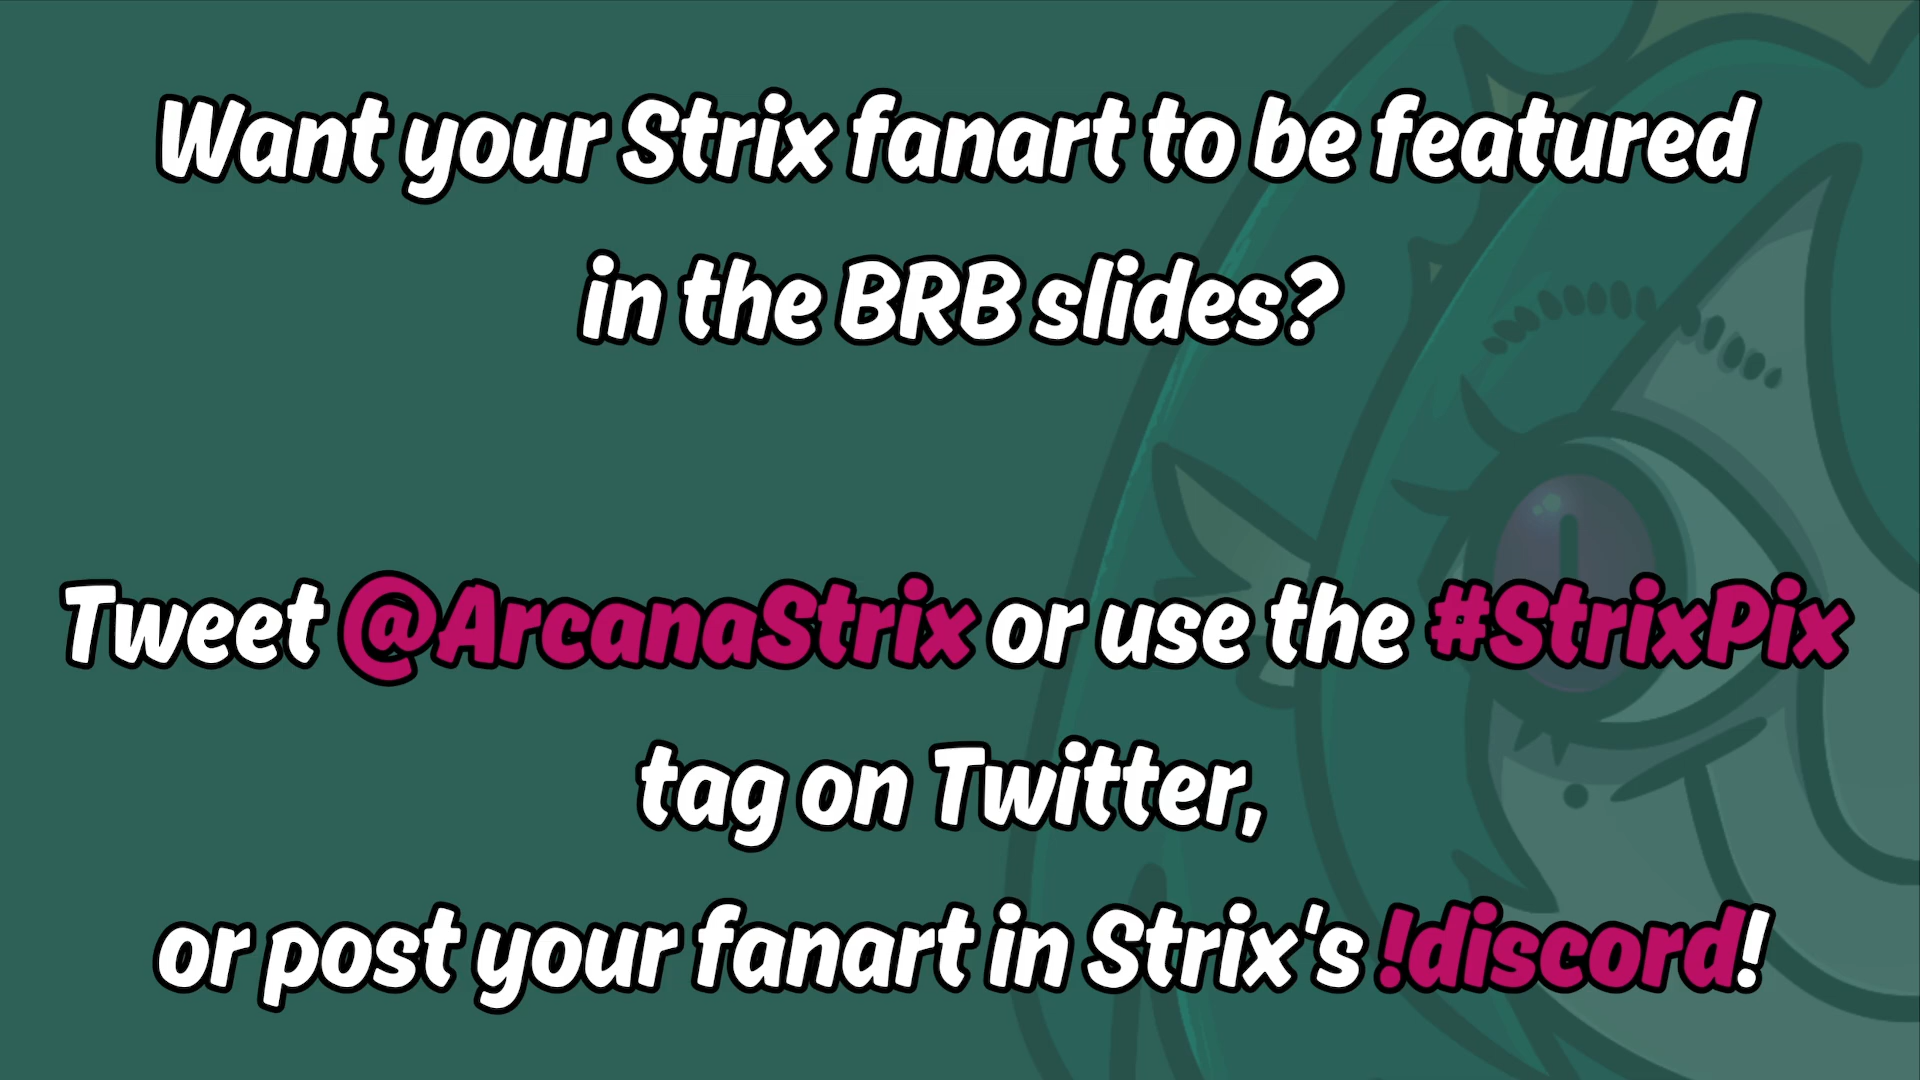 Want your Strix fanart to be featured
in the BRB slides?
Tweet @ArcanaStrix or use the #StrixPix
tag on Twitter,
or post your fanart in Strix's !discord!